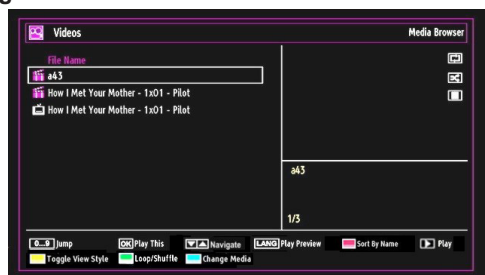 Videos
Media Browser
File Name
a43
How I Met Your Mother - 1x01 - Pilot
How I Met Your Mother - 1x01 - Pilot
a43
1/3
0...9 Jump
OK Play This
Navigate
LANG Play Preview
Sort By Name
Play
Toggle View Style
Loop/Shuffle
Change Media